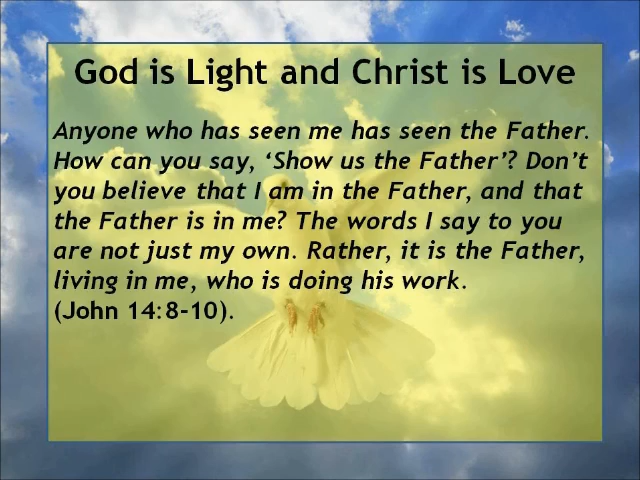 God is Light and Christ is Love
Anyone who has seen me has seen the Father.
How can you say, ‘Show us the Father’? Don’t
you believe that I am in the Father, and that
the Father is in me? The words I say to you
are not just my own. Rather, it is the Father,
living in me, who is doing his work.
(John 14:8-10).